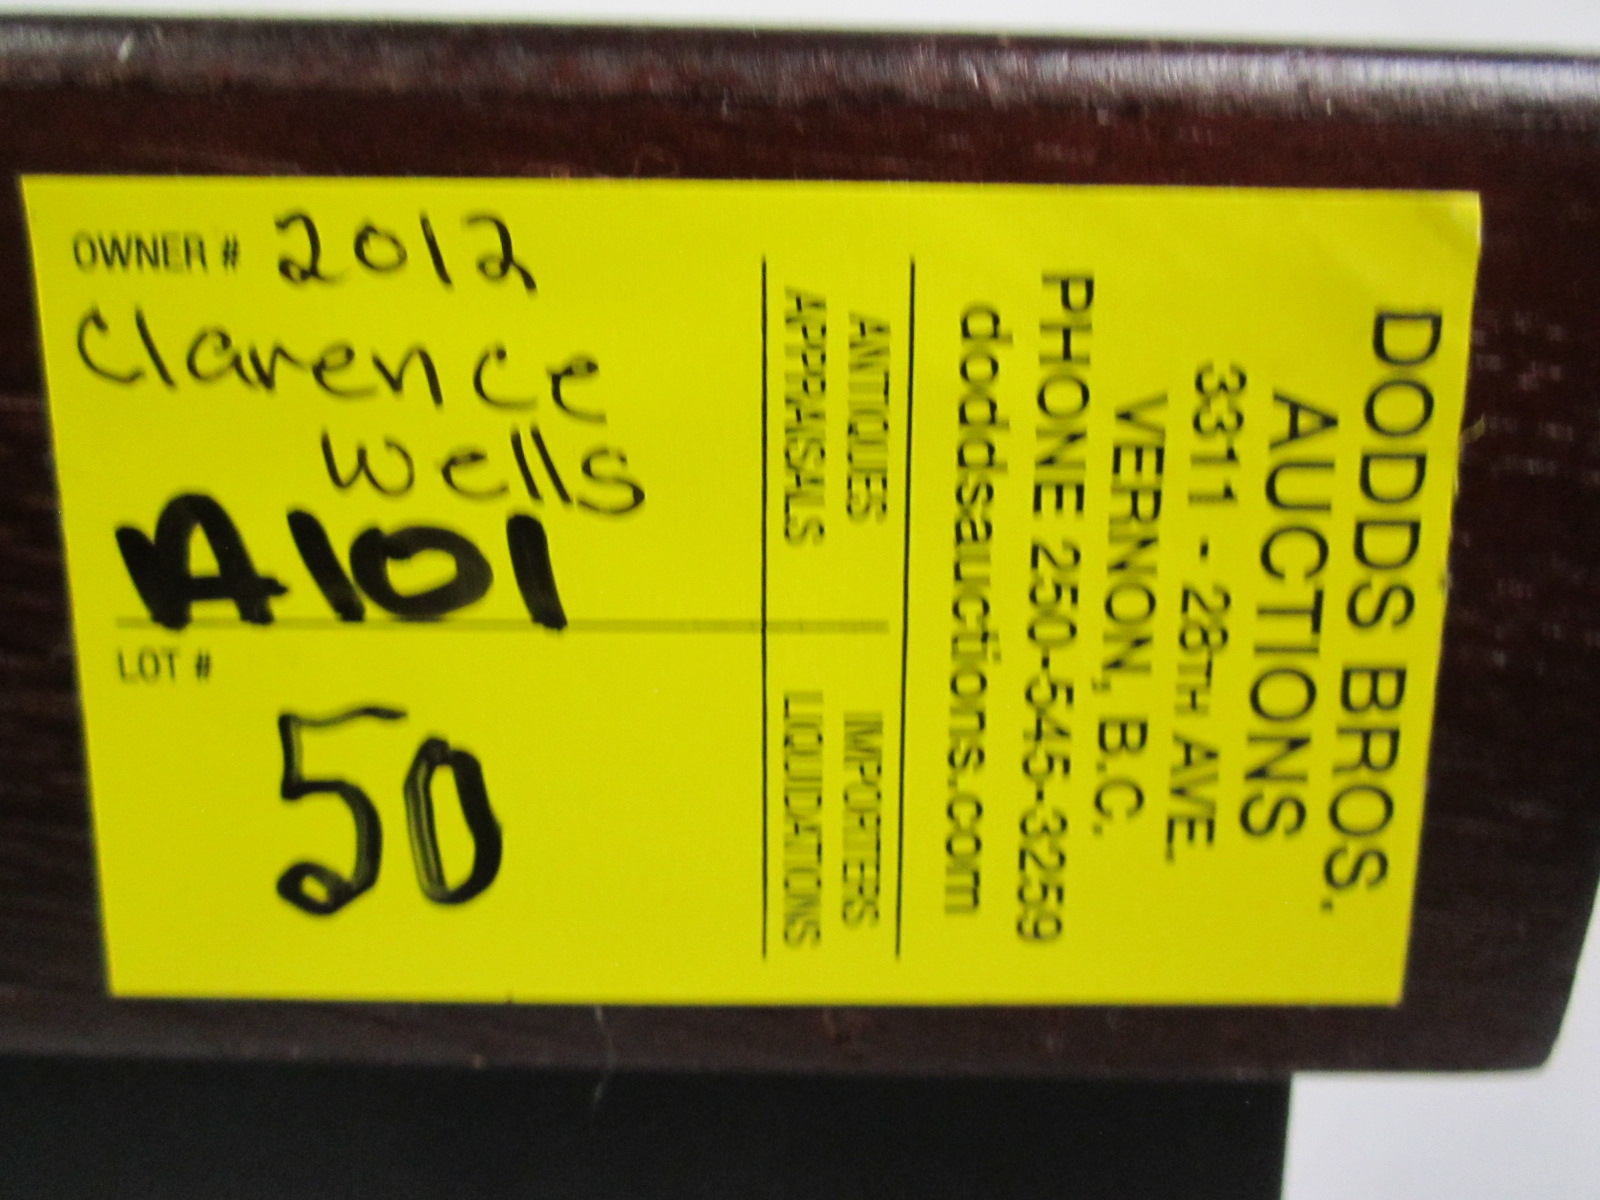 OWNER # 2012
Clarence
Wells
A101
LOT #
50
DODDS BROS.
AUCTIONS
3311 - 28TH AVE.
VERNON, B.C.
PHONE 250-545-3259
doddsauctions.com
ANTIQUES IMPORTERS
APPRAISALS LIQUIDATIONS